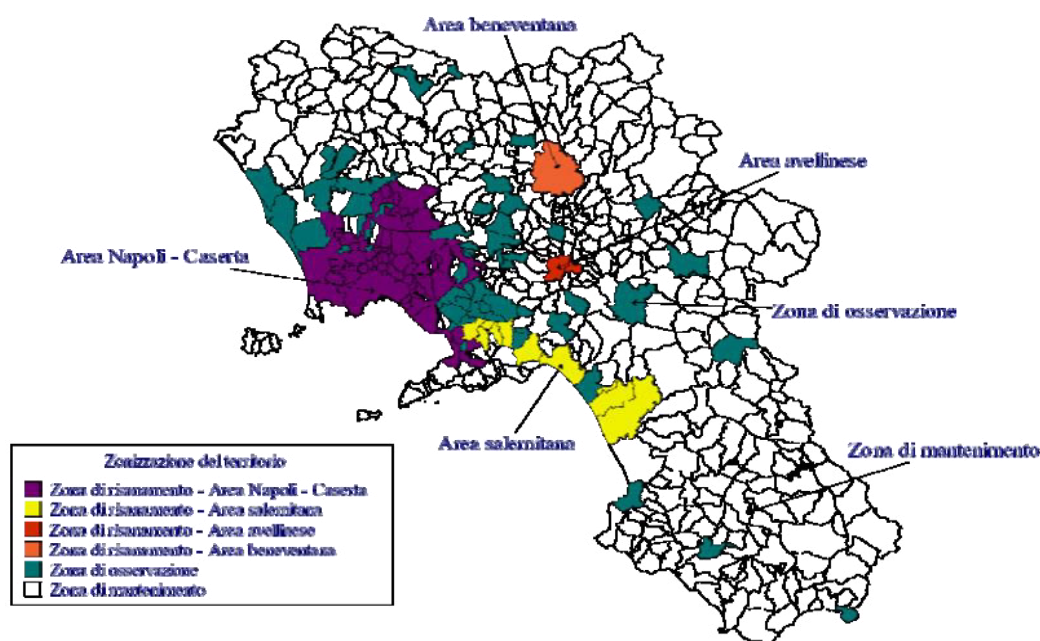 Area beneventana
Area avellinese
Area Napoli - Caserta
Zona di osservazione
Area salernitana
Zona di mantenimento
Zonizzazione del territorio
Zona di risanamento - Area Napoli - Caserta
Zona di risanamento - Area salernitana
Zona di risanamento - Area avellinese
Zona di risanamento - Area beneventana
Zona di osservazione
Zona di mantenimento